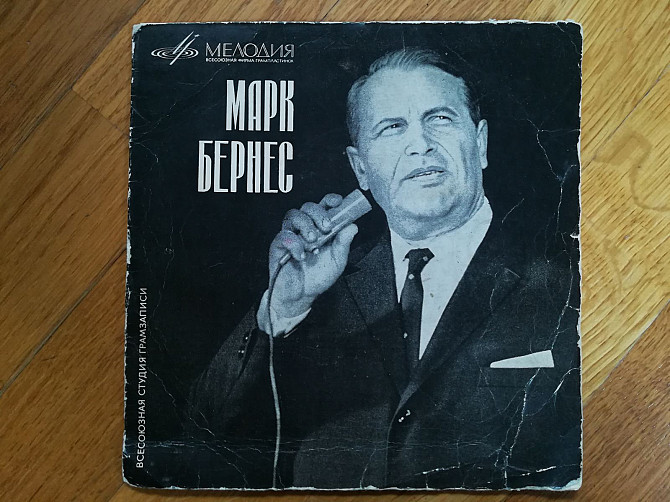 МЕЛОДИЯ
ВСЕСОЮЗНАЯ ФИРМА ГРАМПЛАСТИНОК
МАРК
БЕРНЕС
ВСЕСОЮЗНАЯ СТУДИЯ ГРАМЗАПИСИ